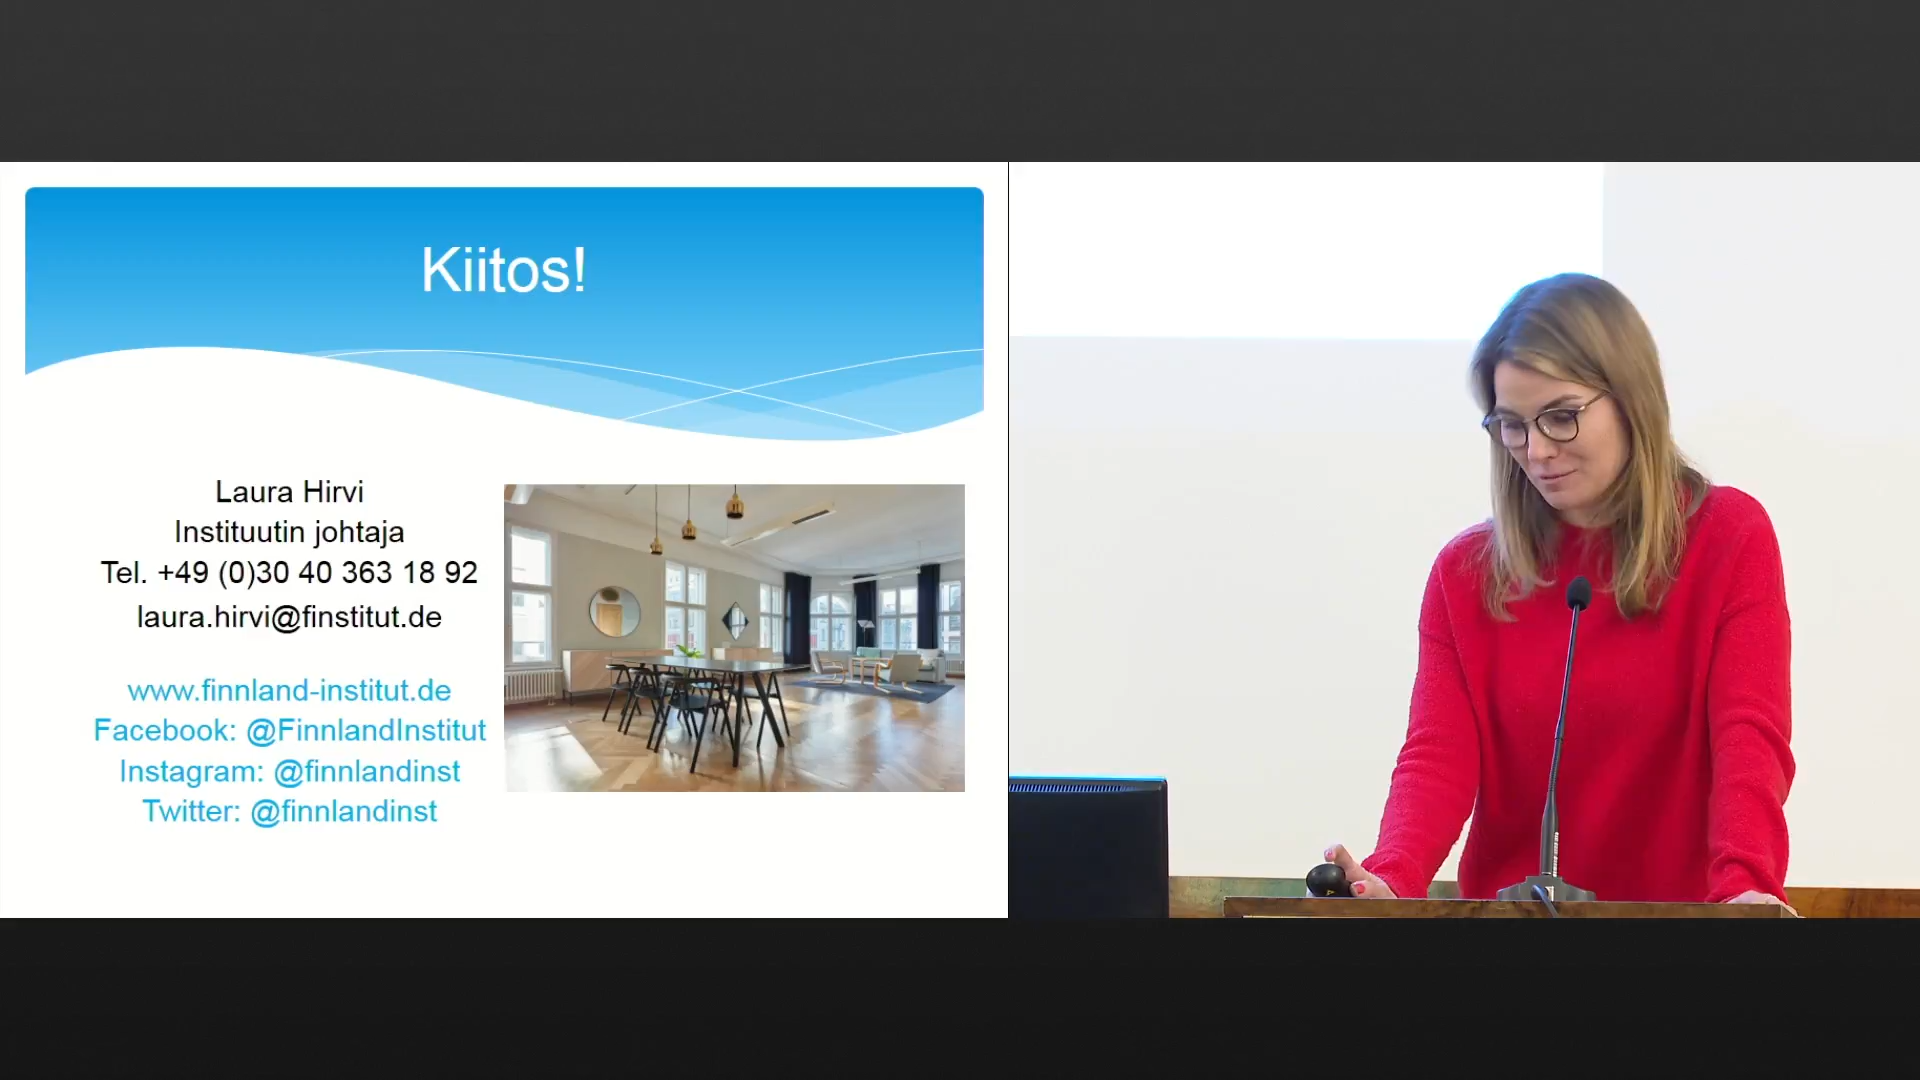 Kiitos!
Laura Hirvi
Instituutin johtaja
Tel. +49 (0)30 40 363 18 92
laura.hirvi@finstitut.de
www.finnland-institut.de
Facebook: @FinnlandInstitut
Instagram: @finnlandinst
Twitter: @finnlandinst